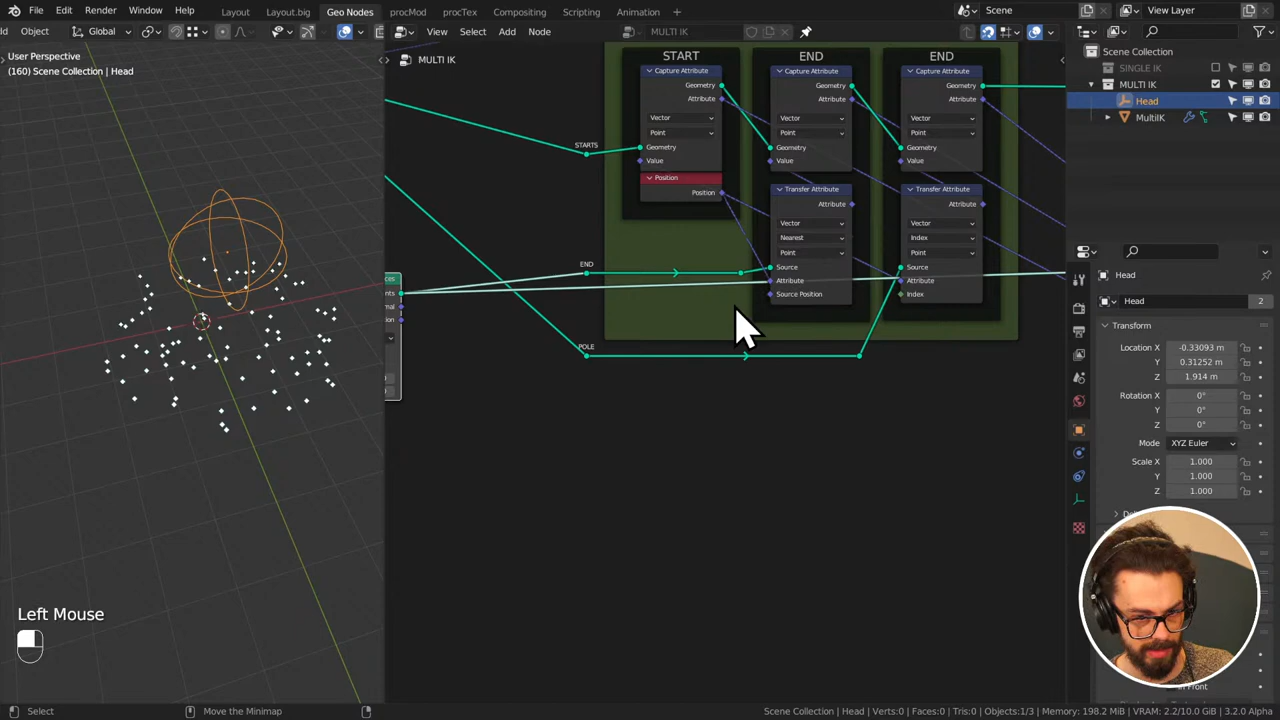 File Edit Render Window Help Layout Layout.big Geo Nodes procMod procTex Compositing Scripting Animation + Scene View Layer
Object Global View Select Add Node MULTI IK
User Perspective
(160) Scene Collection | Head
MULTI IK
Scene Collection
SINGLE IK
MULTI IK
Head
MultiIK
START END END
Capture Attribute Capture Attribute Capture Attribute
Geometry Geometry Geometry
Attribute Attribute Attribute
Vector Vector Vector
Point Point Point
STARTS
Geometry Geometry Geometry
Value Value Value
Position
Position
Transfer Attribute Transfer Attribute
Attribute Attribute
Vector Vector
Nearest Index
Point Point
END
Source Source
Attribute Attribute
Source Position Index
POLE
Head
Head 2
Transform
Location X -0.33093 m
Y 0.31252 m
Z 1.914 m
Rotation X 0°
Y 0°
Z 0°
Mode XYZ Euler
Scale X 1.000
Y 1.000
Z 1.000
In Front
Left Mouse
Select Move the Minimap Scene Collection | Head | Verts:0 | Faces:0 | Tris:0 | Objects:1/3 | Memory: 198.2 MiB | VRAM: 2.2/10.0 GiB | 3.2.0 Alpha